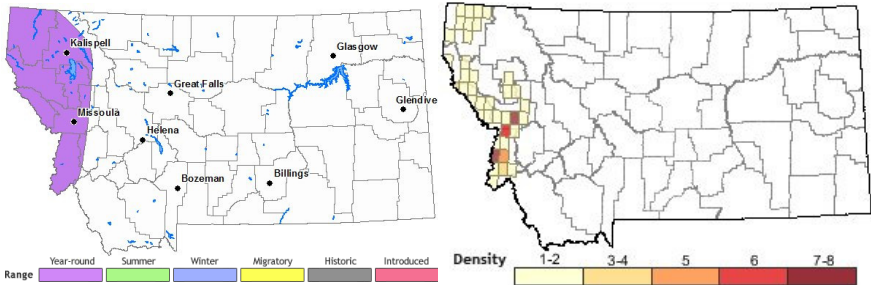 Kalispell
Glasgow
Great Falls
Glendive
Missoula
Helena
Bozeman
Billings
Range
Year-round
Summer
Winter
Migratory
Historic
Introduced
Density
1-2
3-4
5
6
7-8